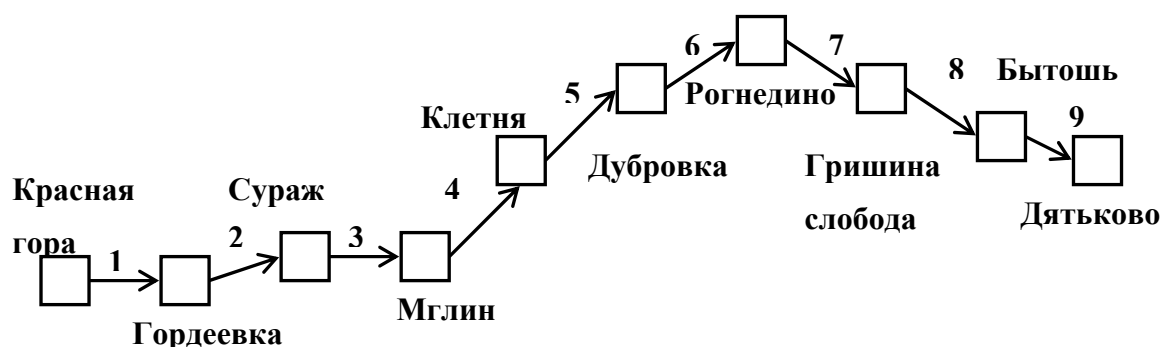 6
7
8
Бытошь
5
Рогнедино
9
Клетня
Дубровка
Гришина
слобода
Красная
гора
Сураж
4
Дятьково
2
3
1
Мглин
Гордеевка